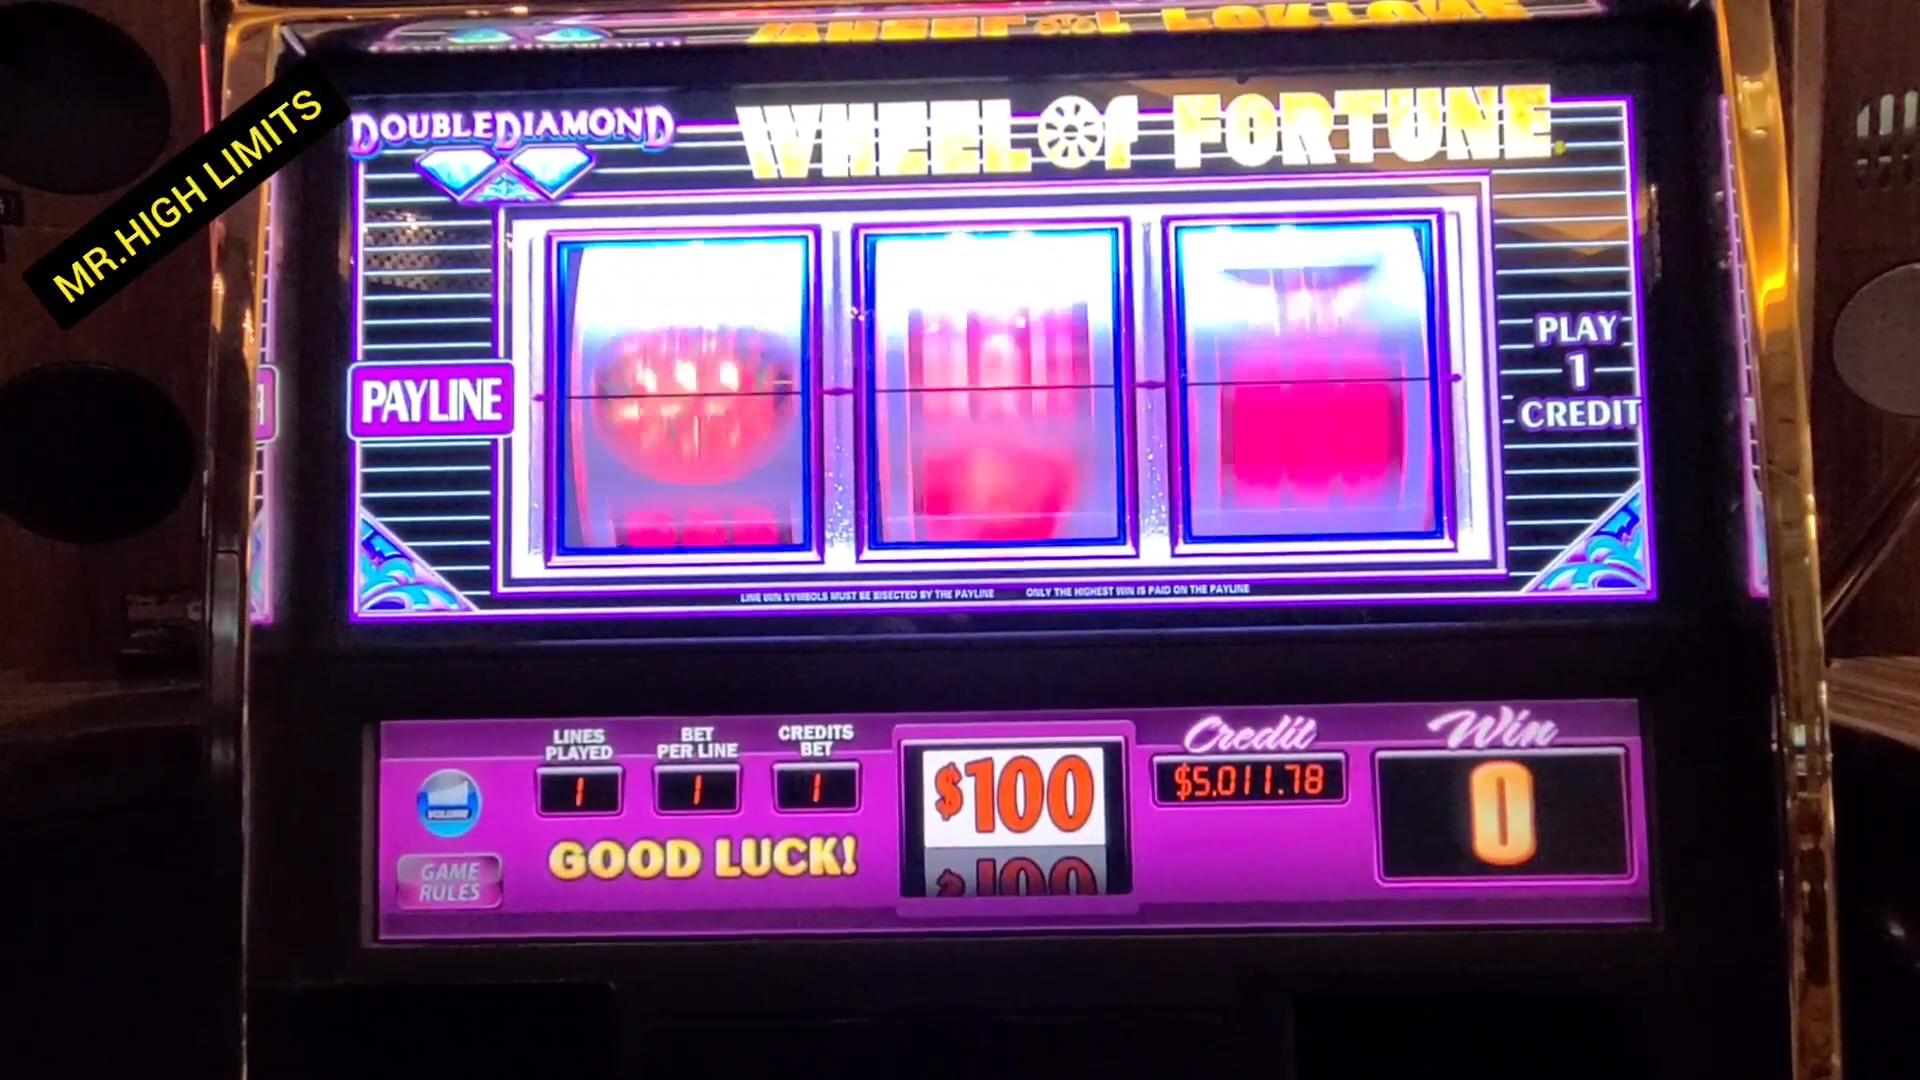 MR.HIGH LIMITS
DOUBLE DIAMOND
WHEEL OF FORTUNE
PAYLINE
PLAY
1
CREDIT
LINE WIN SYMBOLS MUST BE BISECTED BY THE PAYLINE
ONLY THE HIGHEST WIN IS PAID ON THE PAYLINE
LINES PLAYED
BET PER LINE
CREDITS BET
1
1
1
GOOD LUCK!
VOLUME
GAME RULES
$100
$100
Credit
$5,011.78
Win
0